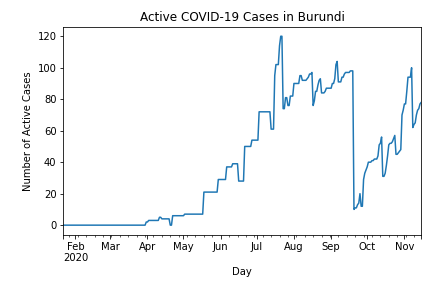 Active COVID-19 Cases in Burundi
Number of Active Cases
120
100
80
60
40
20
0
Feb Mar Apr May Jun Jul Aug Sep Oct Nov
2020
Day